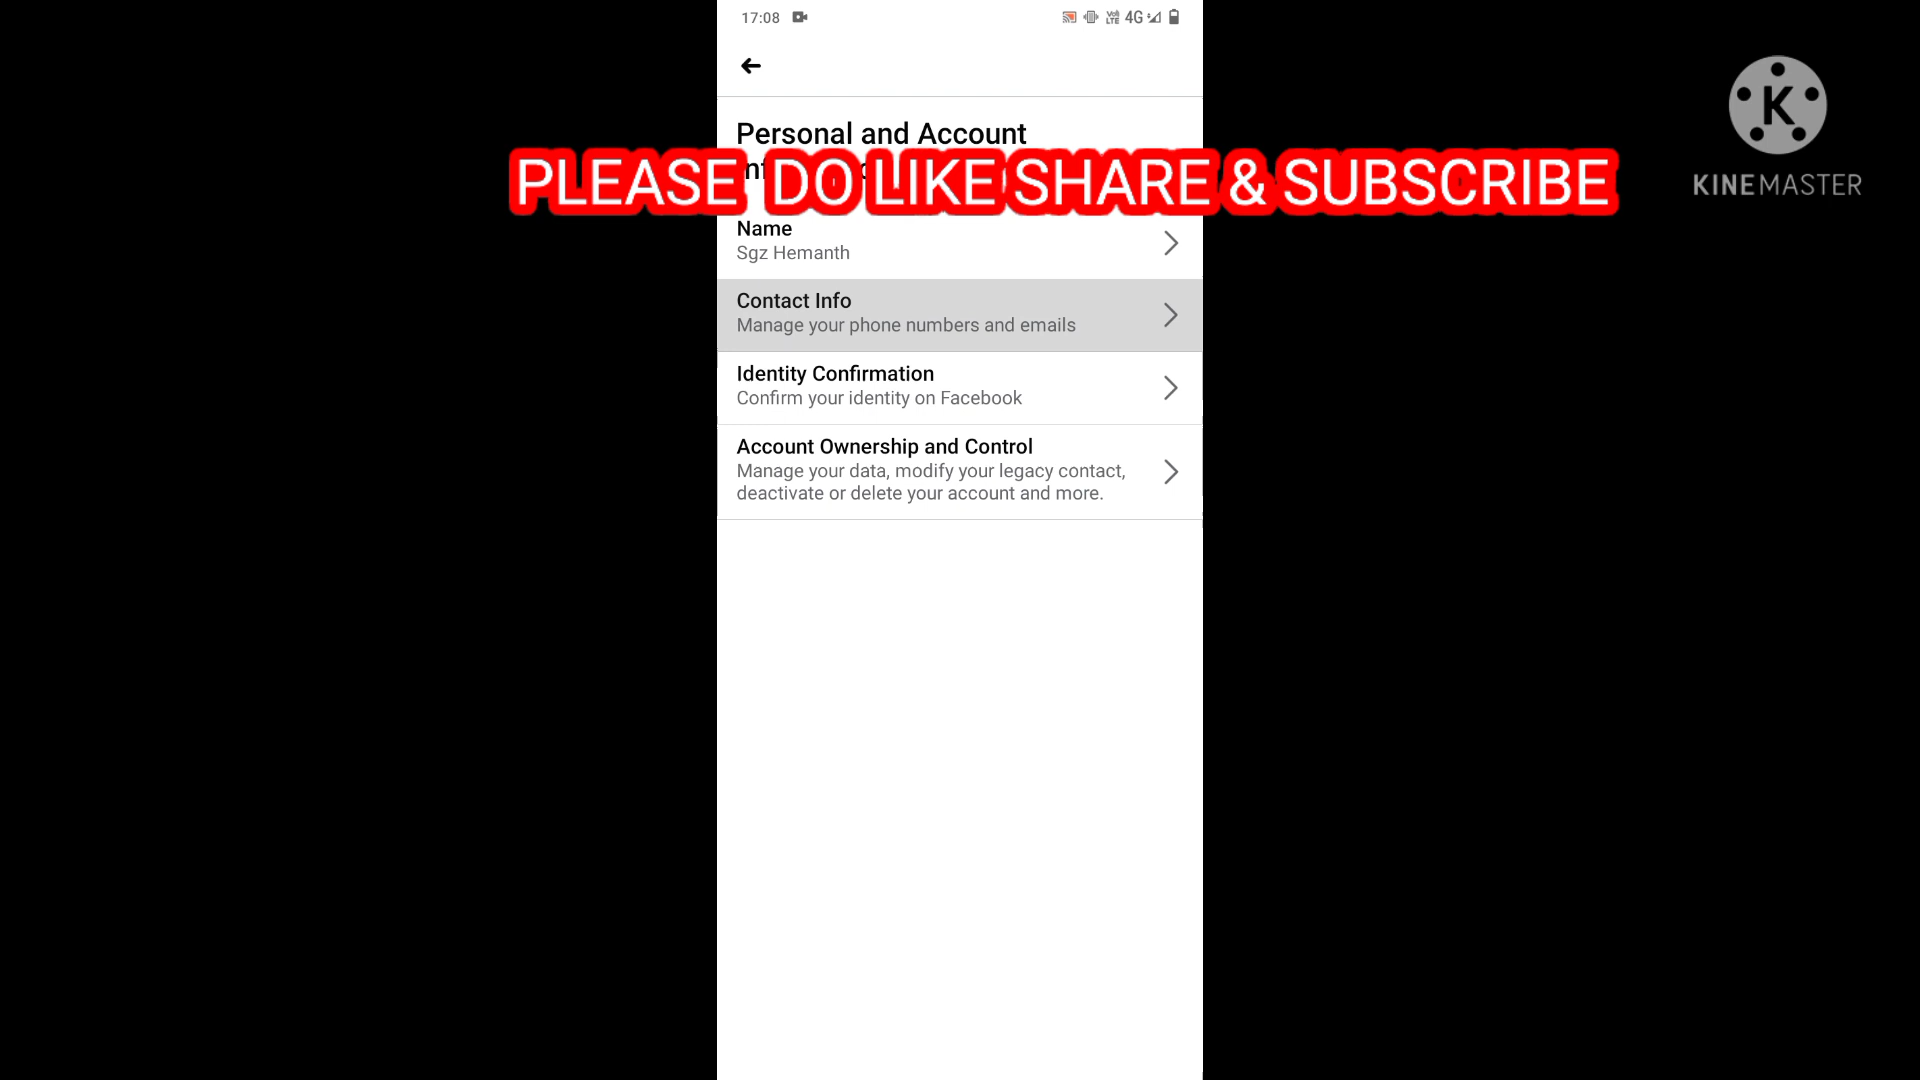 17:08
Vo) LTE 4G
Personal and Account
PLEASE DO LIKE SHARE & SUBSCRIBE
Name
Sgz Hemanth
Contact Info
Manage your phone numbers and emails
Identity Confirmation
Confirm your identity on Facebook
Account Ownership and Control
Manage your data, modify your legacy contact,
deactivate or delete your account and more.
K
KINEMASTER